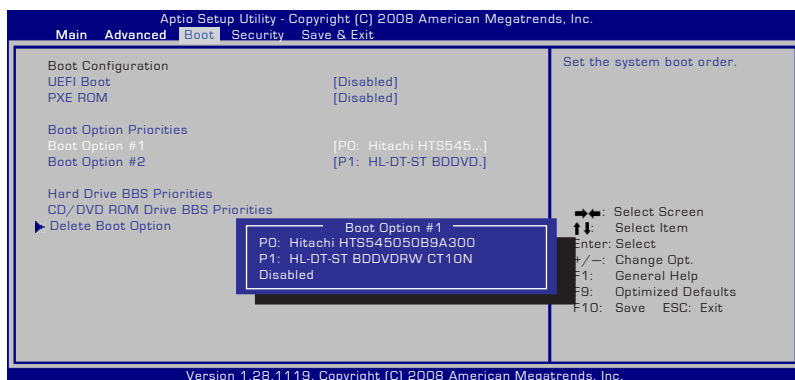 Aptio Setup Utility - Copyright (C) 2008 American Megatrends, Inc.
Main Advanced Boot Security Save & Exit
Boot Configuration
UEFI Boot [Disabled]
PXE ROM [Disabled]
Boot Option Priorities
Boot Option #1 [P0: Hitachi HTS545...]
Boot Option #2 [P1: HL-DT-ST BDDVD.]
Hard Drive BBS Priorities
CD/DVD ROM Drive BBS Priorities
Delete Boot Option
Boot Option #1
P0: Hitachi HTS545050B9A300
P1: HL-DT-ST BDDVDRW CT10N
Disabled
Set the system boot order.
→←: Select Screen
↑↓: Select Item
Enter: Select
+/—: Change Opt.
F1: General Help
F9: Optimized Defaults
F10: Save ESC: Exit
Version 1.28.1119. Copyright (C) 2008 American Megatrends, Inc.